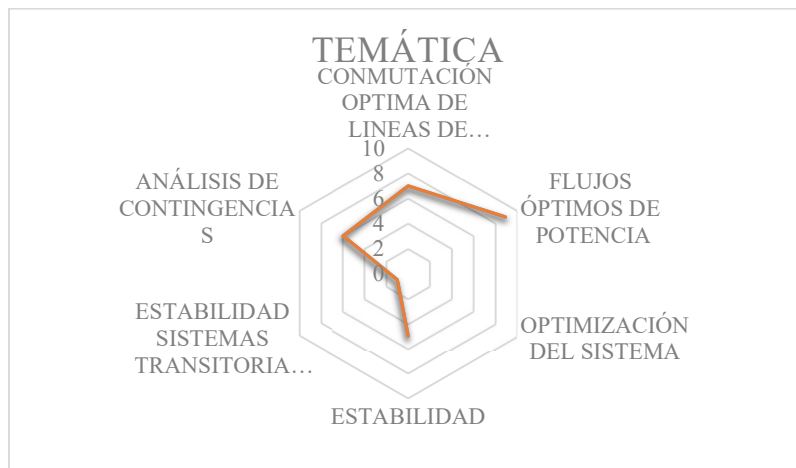 TEMÁTICA
CONMUTACIÓN
OPTIMA DE
LINEAS DE…
10
8
6
4
2
0
FLUJOS
ÓPTIMOS DE
POTENCIA
OPTIMIZACIÓN
DEL SISTEMA
ESTABILIDAD
ESTABILIDAD
SISTEMAS
TRANSITORIA…
ANÁLISIS DE
CONTINGENCIA
S